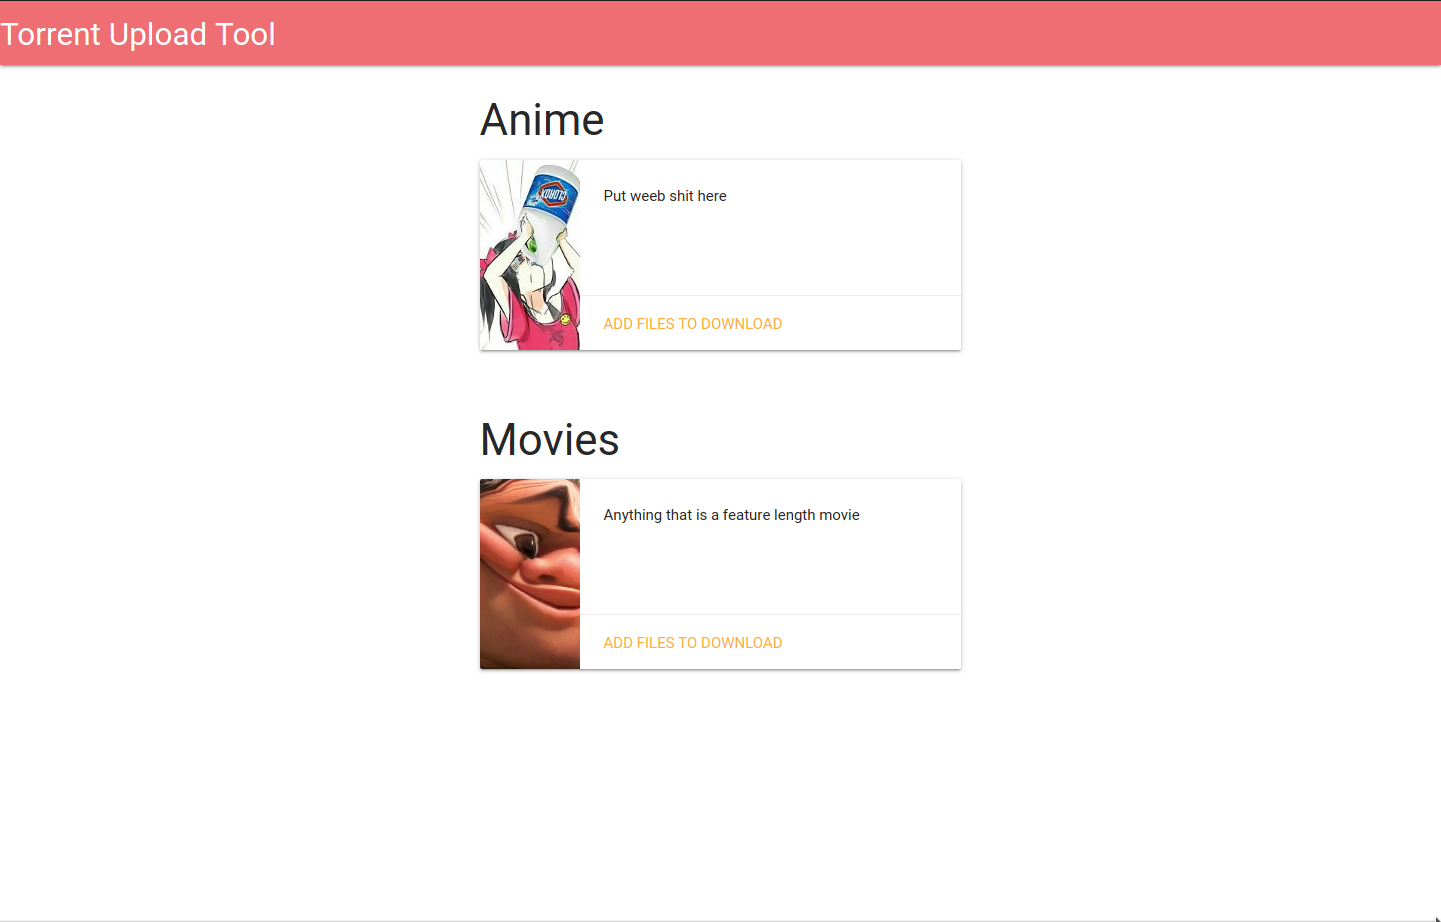 Torrent Upload Tool
Anime
CLOROX
Put weeb shit here
ADD FILES TO DOWNLOAD
Movies
Anything that is a feature length movie
ADD FILES TO DOWNLOAD